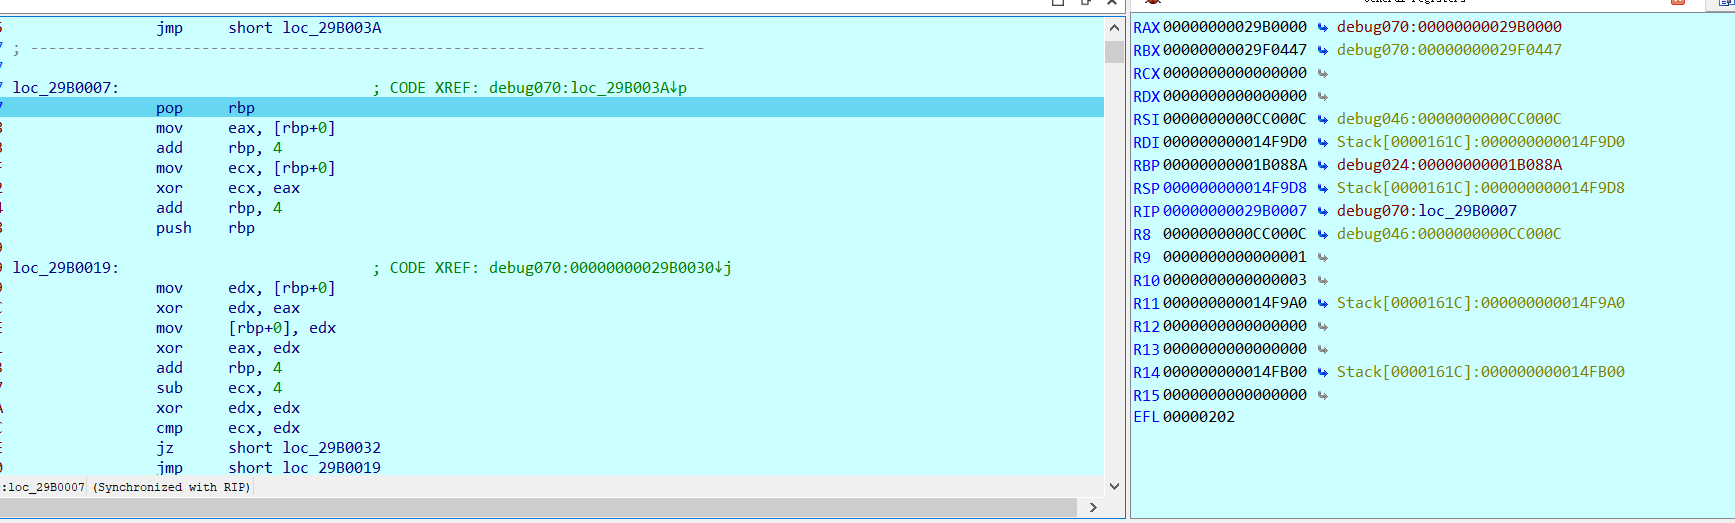 jmp short loc_29B003A
; ---------------------------------------------------------------------------
loc_29B0007: ; CODE XREF: debug070:loc_29B003A↓p
pop rbp
mov eax, [rbp+0]
add rbp, 4
mov ecx, [rbp+0]
xor ecx, eax
add rbp, 4
push rbp
loc_29B0019: ; CODE XREF: debug070:00000000029B0030↓j
mov edx, [rbp+0]
xor edx, eax
mov [rbp+0], edx
xor eax, edx
add rbp, 4
sub ecx, 4
xor edx, edx
cmp ecx, edx
jz short loc_29B0032
jmp short loc_29B0019
:loc_29B0007 (Synchronized with RIP)
RAX 00000000029B0000 debug070:00000000029B0000
RBX 00000000029F0447 debug070:00000000029F0447
RCX 0000000000000000
RDX 0000000000000000
RSI 0000000000CC000C debug046:0000000000CC000C
RDI 000000000014F9D0 Stack[0000161C]:000000000014F9D0
RBP 00000000001B088A debug024:00000000001B088A
RSP 000000000014F9D8 Stack[0000161C]:000000000014F9D8
RIP 00000000029B0007 debug070:loc_29B0007
R8 0000000000CC000C debug046:0000000000CC000C
R9 0000000000000001
R10 0000000000000003
R11 000000000014F9A0 Stack[0000161C]:000000000014F9A0
R12 0000000000000000
R13 0000000000000000
R14 000000000014FB00 Stack[0000161C]:000000000014FB00
R15 0000000000000000
EFL 00000202